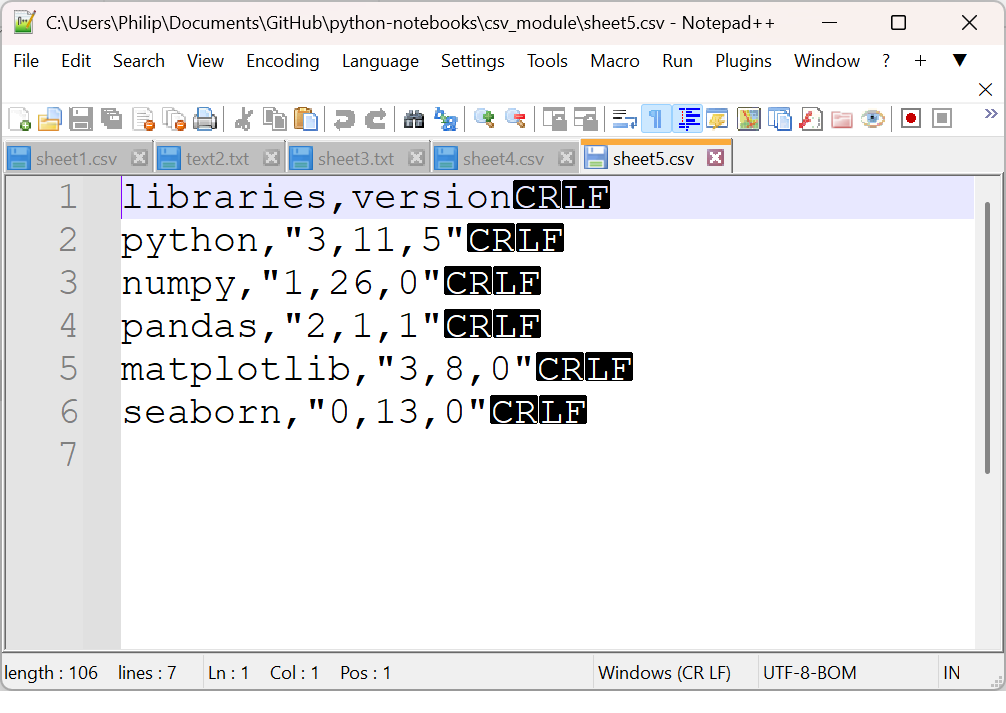 C:\Users\Philip\Documents\GitHub\python-notebooks\csv_module\sheet5.csv - Notepad++
File Edit Search View Encoding Language Settings Tools Macro Run Plugins Window ? + ▼
sheet1.csv text2.txt sheet3.txt sheet4.csv sheet5.csv
1 libraries,versionCRLF
2 python,"3,11,5"CRLF
3 numpy,"1,26,0"CRLF
4 pandas,"2,1,1"CRLF
5 matplotlib,"3,8,0"CRLF
6 seaborn,"0,13,0"CRLF
7
length : 106 lines : 7 Ln : 1 Col : 1 Pos : 1 Windows (CR LF) UTF-8-BOM IN